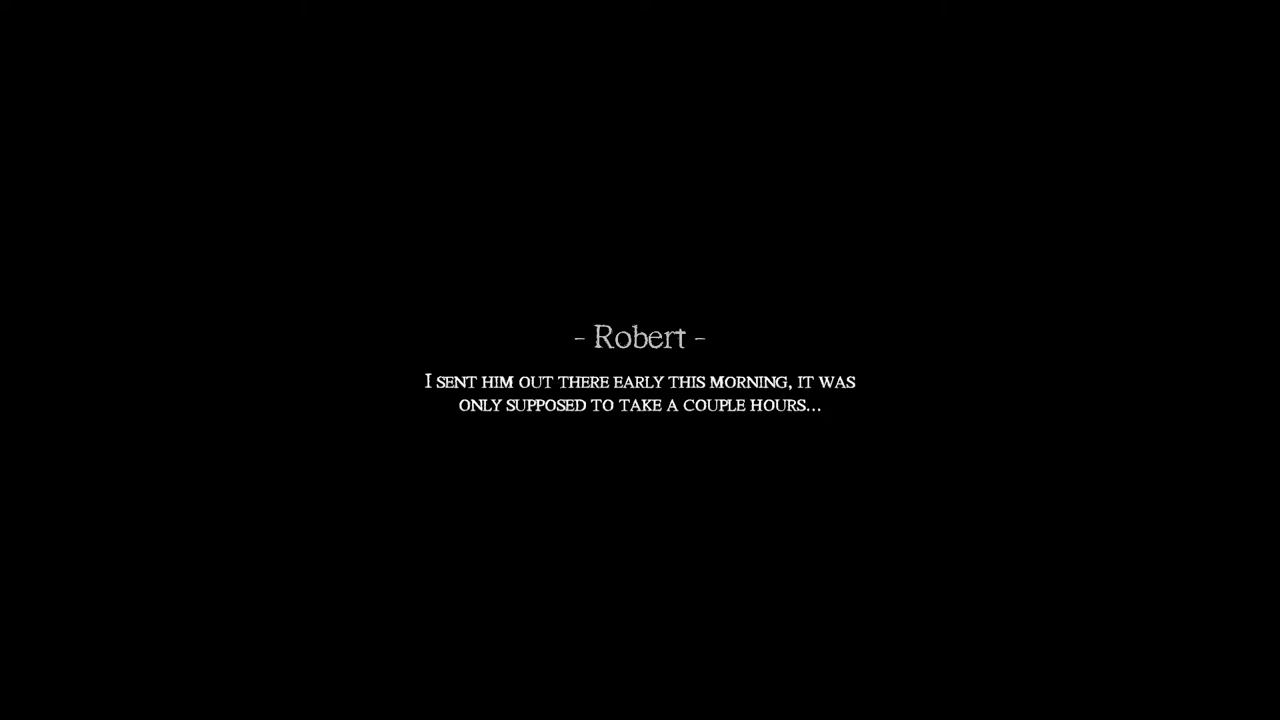 - Robert -
I SENT HIM OUT THERE EARLY THIS MORNING, IT WAS
ONLY SUPPOSED TO TAKE A COUPLE HOURS...